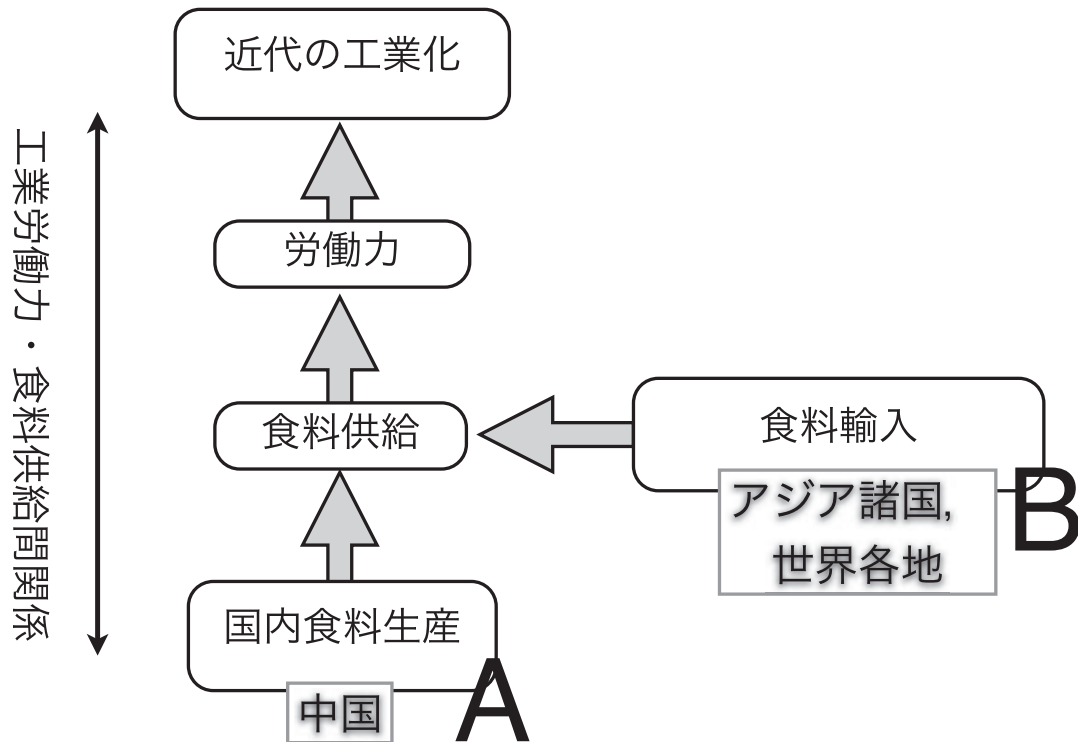 近代の工業化
労働力
食料供給
食料輸入
アジア諸国,
世界各地
B
国内食料生産
中国
A
工業労働力・食料供給間関係